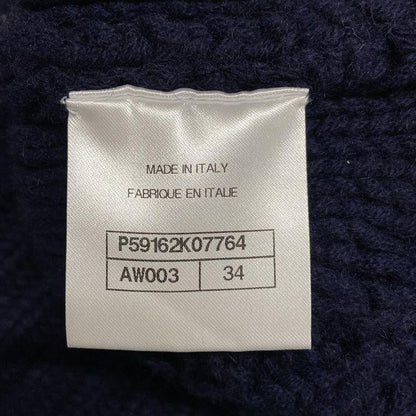 MADE IN ITALY
FABRIQUE EN ITALIE
P59162K07764
AW003 34